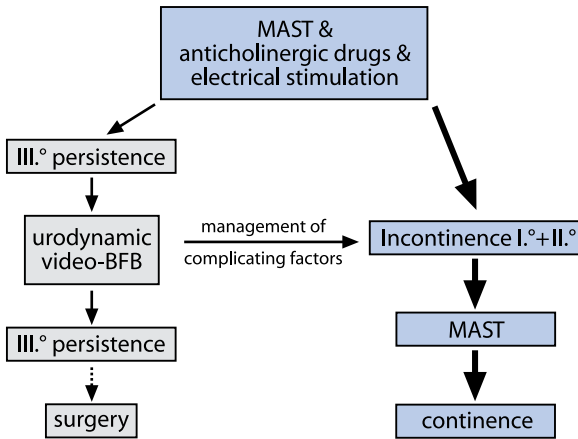 MAST &
anticholinergic drugs &
electrical stimulation
III.° persistence
urodynamic
video-BFB
management of
complicating factors
Incontinence I.°+II.°
III.° persistence
MAST
surgery
continence